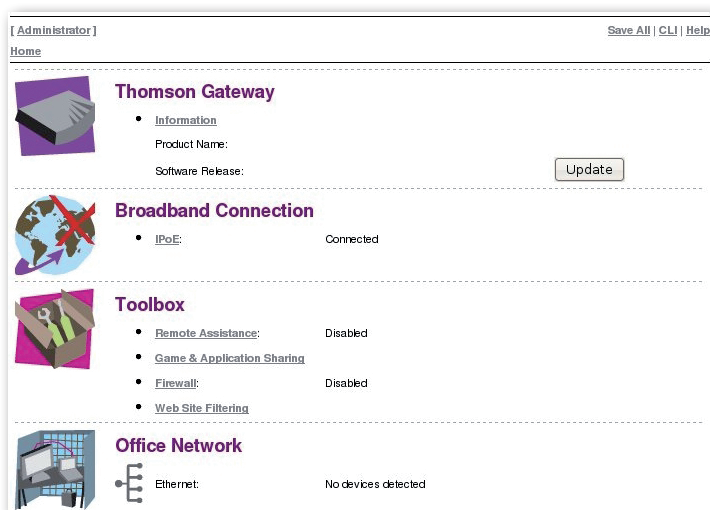 [ Administrator ] Save All | CLI | Help
Home
Thomson Gateway
Information
Product Name:
Software Release: Update
Broadband Connection
IPoE: Connected
Toolbox
Remote Assistance: Disabled
Game & Application Sharing
Firewall: Disabled
Web Site Filtering
Office Network
Ethernet: No devices detected